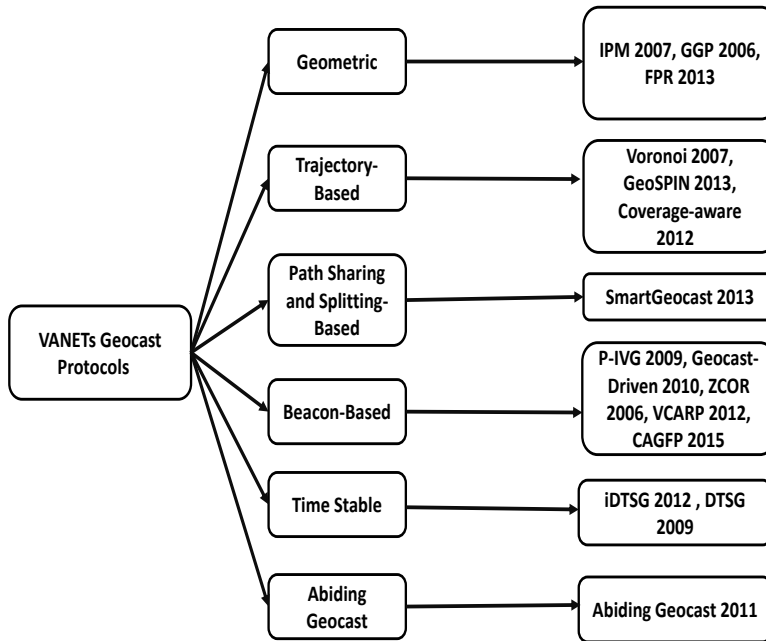 VANETs Geocast
Protocols
Geometric
IPM 2007, GGP 2006,
FPR 2013
Trajectory-
Based
Voronoi 2007,
GeoSPIN 2013,
Coverage-aware
2012
Path Sharing
and Splitting-
Based
SmartGeocast 2013
Beacon-Based
P-IVG 2009, Geocast-
Driven 2010, ZCOR
2006, VCARP 2012,
CAGFP 2015
Time Stable
iDTSG 2012 , DTSG
2009
Abiding
Geocast
Abiding Geocast 2011